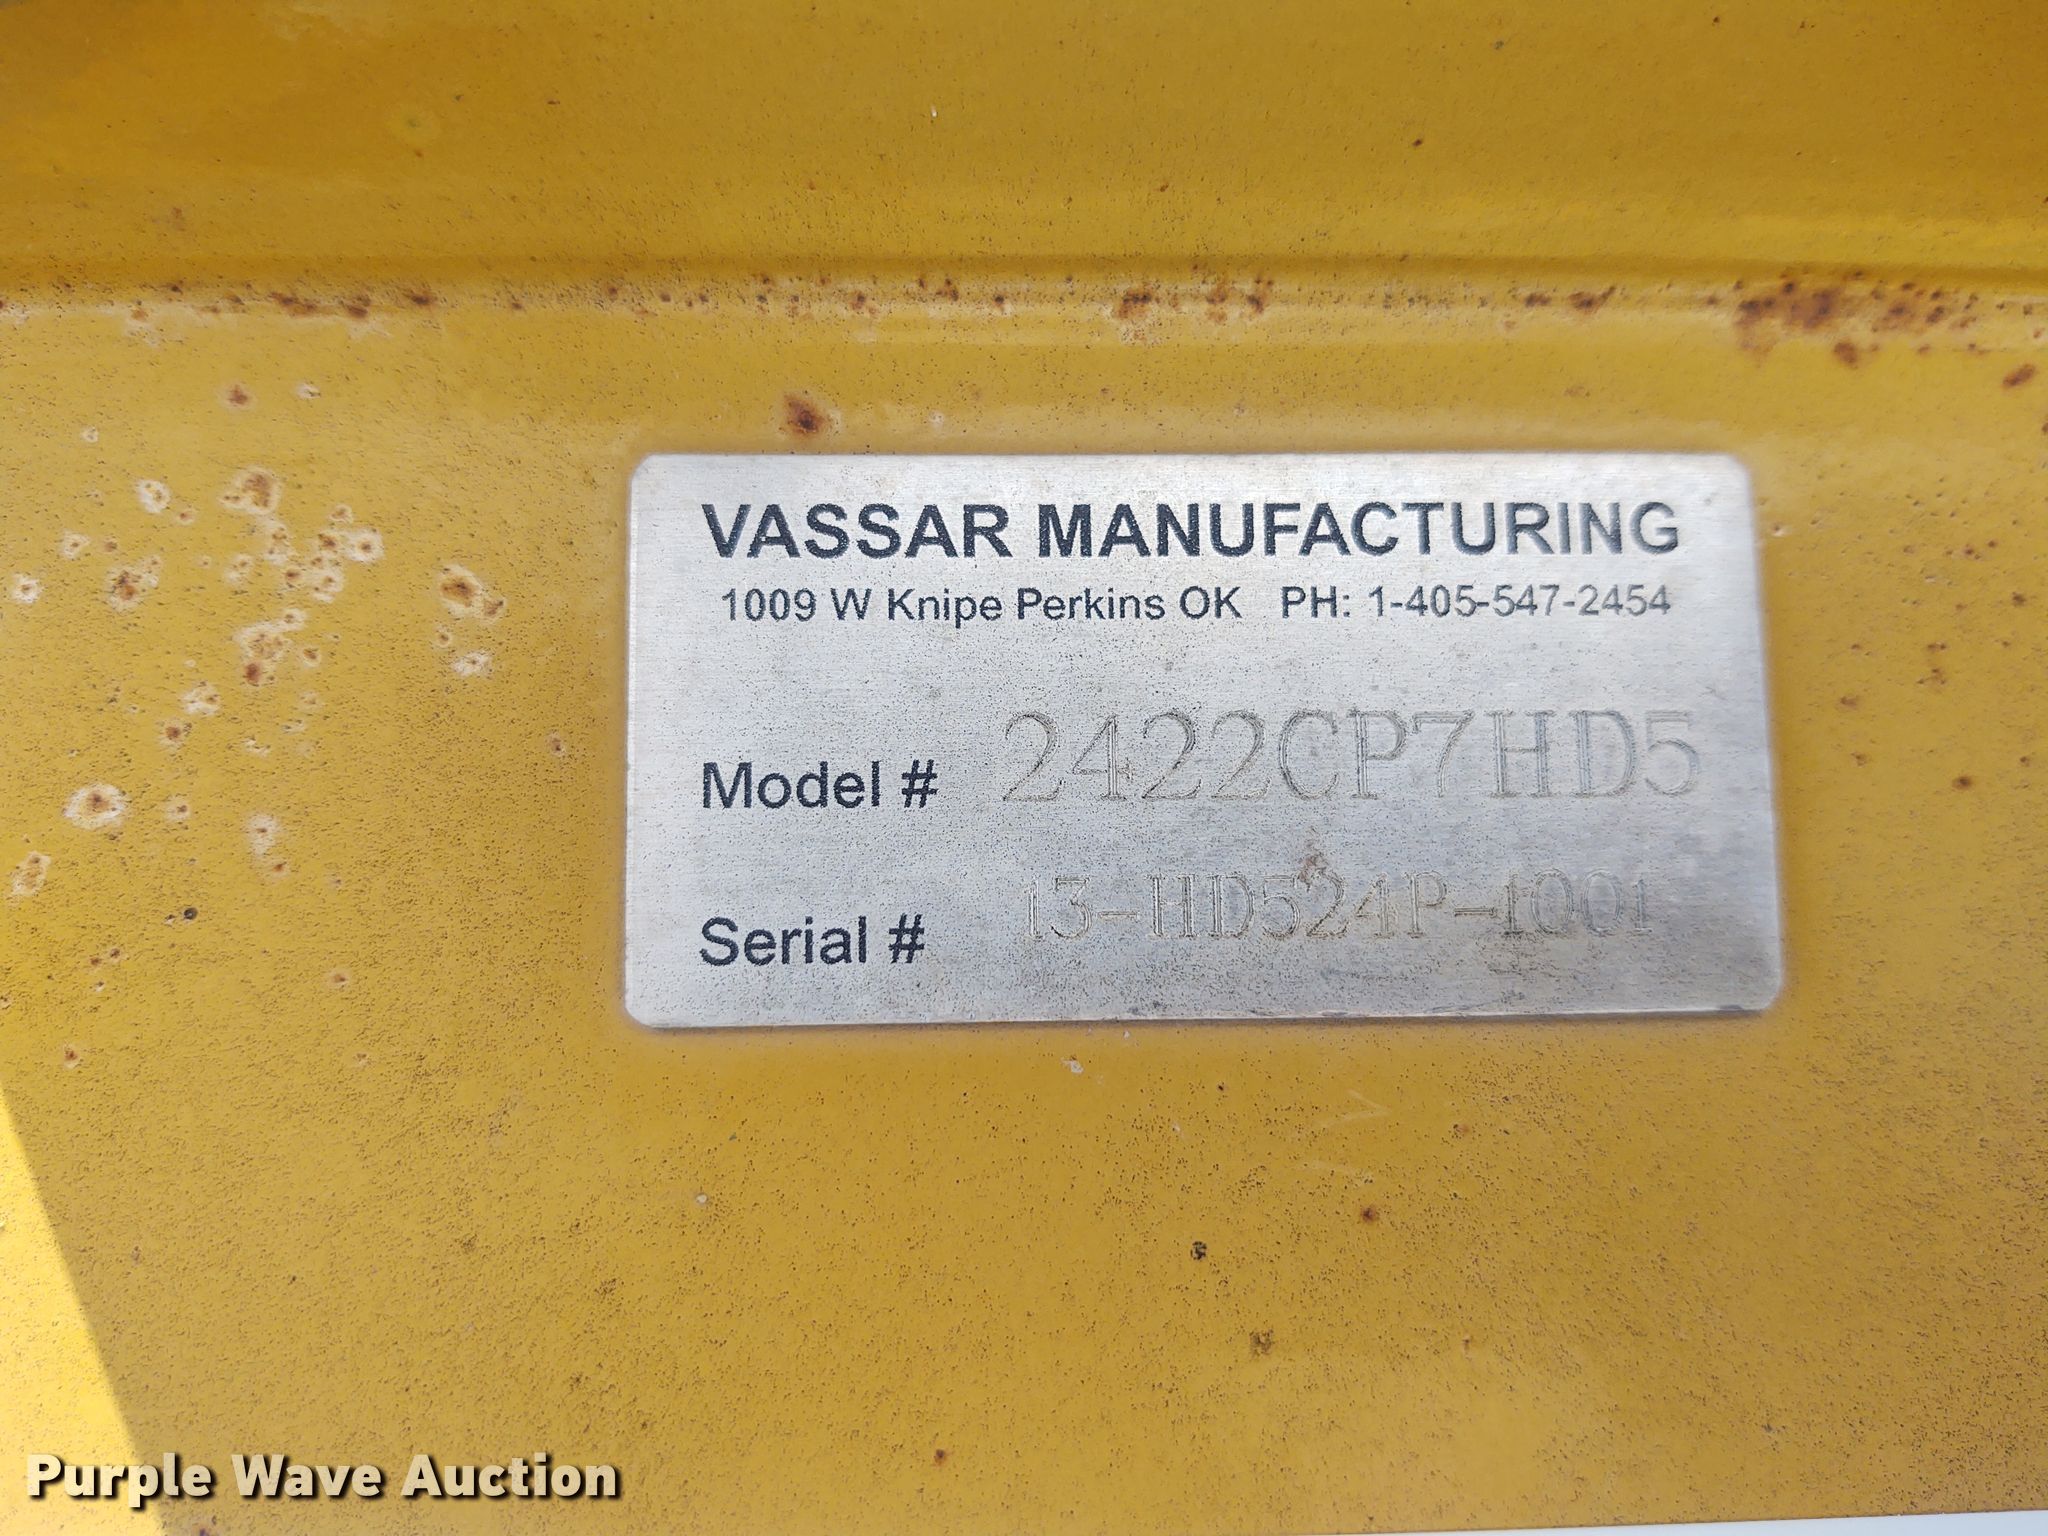 VASSAR MANUFACTURING
1009 W Knipe Perkins OK PH: 1-405-547-2454
Model # 2422CP7HD5
Serial # 13-HD524P-1001
Purple Wave Auction